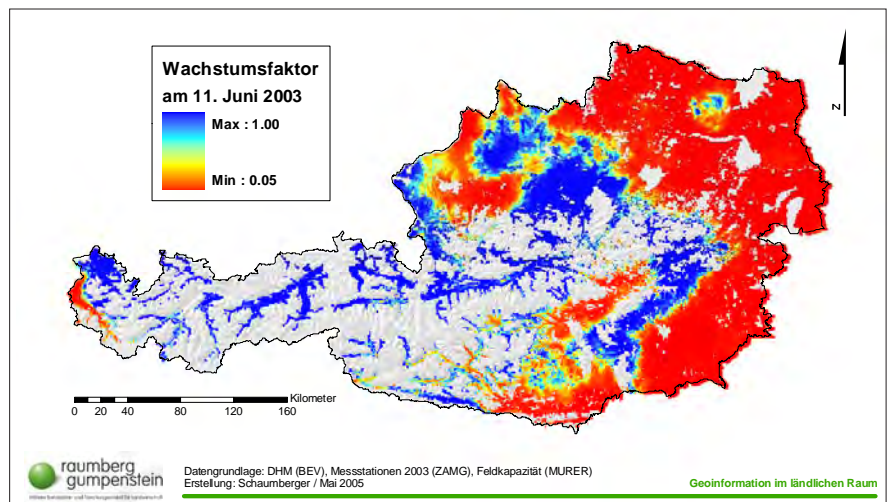 Wachstumsfaktor
am 11. Juni 2003
Max : 1.00
Min : 0.05
N
Kilometer
0 20 40 80 120 160
raumberg
gumpenstein
Datengrundlage: DHM (BEV), Messstationen 2003 (ZAMG), Feldkapazität (MURER)
Erstellung: Schaumberger / Mai 2005
Geoinformation im ländlichen Raum